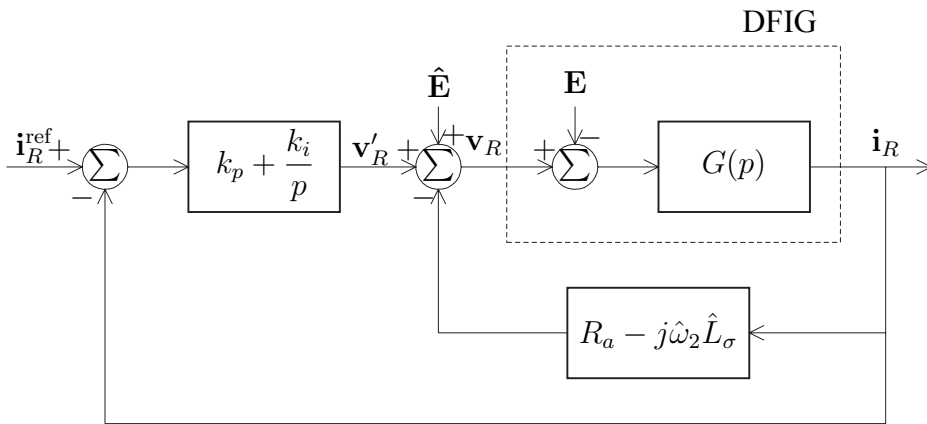 DFIG
Ê
E
i_R^ref + Σ −
k_p + k_i/p
v′_R + + Σ −
v_R + − Σ
G(p)
i_R
R_a − jω̂_2 L̂_σ